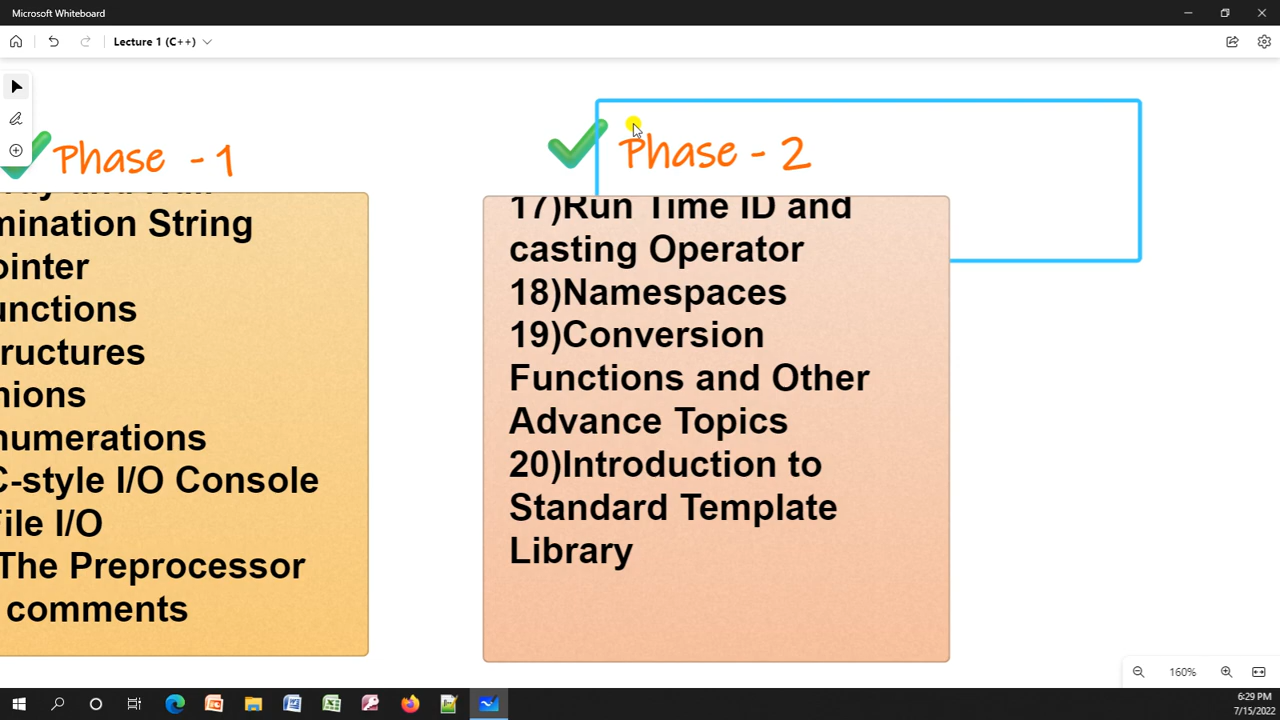 Microsoft Whiteboard
Lecture 1 (C++)
Phase - 1
mination String
ointer
unctions
ructures
nions
numerations
C-style I/O Console
File I/O
The Preprocessor
comments
Phase - 2
17)Run Time ID and
casting Operator
18)Namespaces
19)Conversion
Functions and Other
Advance Topics
20)Introduction to
Standard Template
Library
160%
6:29 PM
7/15/2022